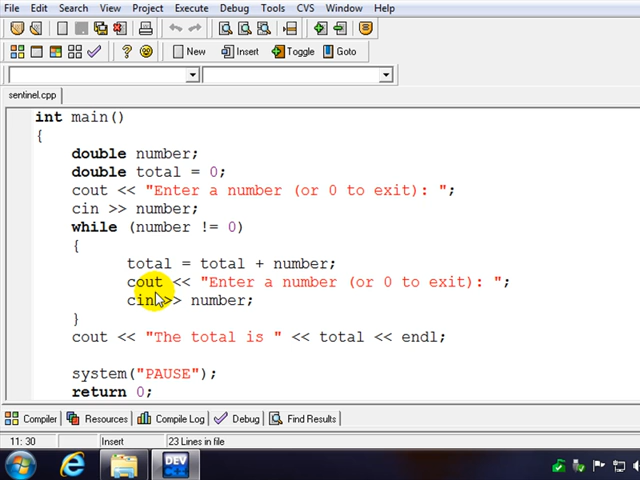 File Edit Search View Project Execute Debug Tools CVS Window Help
New Insert Toggle Goto
sentinel.cpp
int main()
{
double number;
double total = 0;
cout << "Enter a number (or 0 to exit): ";
cin >> number;
while (number != 0)
{
total = total + number;
cout << "Enter a number (or 0 to exit): ";
cin >> number;
}
cout << "The total is " << total << endl;
system("PAUSE");
return 0;
Compiler Resources Compile Log Debug Find Results
11: 30 Insert 23 Lines in file
DEV